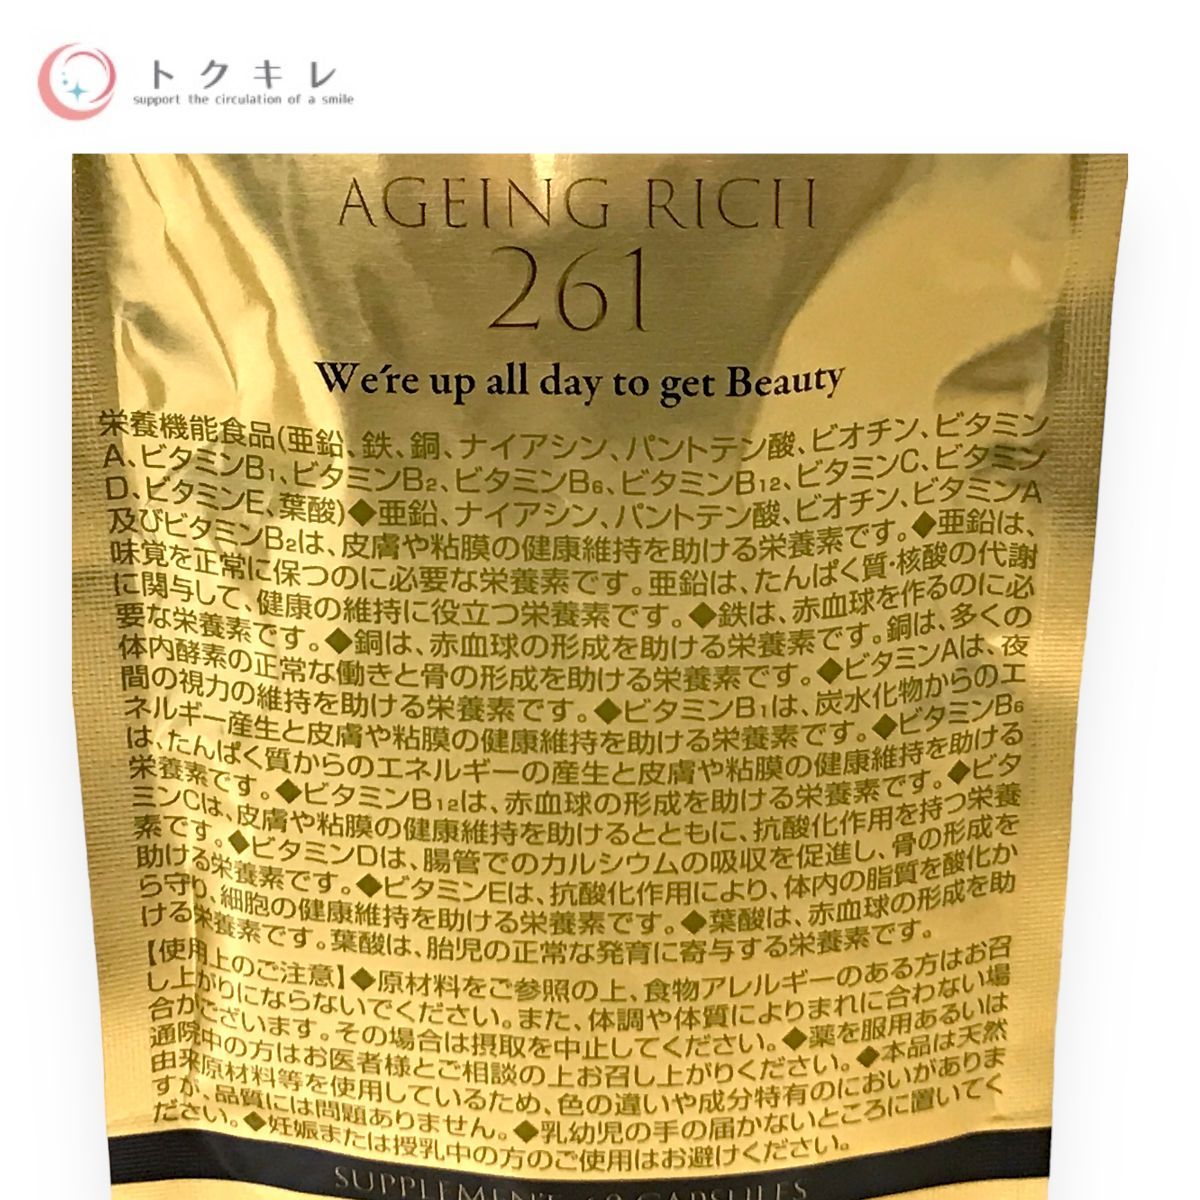 トクキレ
support the circulation of a smile
AGEING RICH
261
We're up all day to get Beauty
栄養機能食品(亜鉛、鉄、銅、ナイアシン、パントテン酸、ビオチン、ビタミン
A、ビタミンB₁、ビタミンB₂、ビタミンB₆、ビタミンB₁₂、ビタミンC、ビタミン
D、ビタミンE、葉酸)◆亜鉛、ナイアシン、パントテン酸、ビオチン、ビタミンA
及びビタミンB₂は、皮膚や粘膜の健康維持を助ける栄養素です。◆亜鉛は、
味覚を正常に保つのに必要な栄養素です。亜鉛は、たんぱく質・核酸の代謝
に関与して、健康の維持に役立つ栄養素です。◆鉄は、赤血球を作るのに必
要な栄養素です。◆銅は、赤血球の形成を助ける栄養素です。銅は、多くの
体内酵素の正常な働きと骨の形成を助ける栄養素です。◆ビタミンAは、夜
間の視力の維持を助ける栄養素です。◆ビタミンB₁は、炭水化物からのエ
ネルギー産生と皮膚や粘膜の健康維持を助ける栄養素です。◆ビタミンB₆
は、たんぱく質からのエネルギーの産生と皮膚や粘膜の健康維持を助ける
栄養素です。◆ビタミンB₁₂は、赤血球の形成を助ける栄養素です。◆ビタ
ミンCは、皮膚や粘膜の健康維持を助けるとともに、抗酸化作用を持つ栄養
素です。◆ビタミンDは、腸管でのカルシウムの吸収を促進し、骨の形成を
助ける栄養素です。◆ビタミンEは、抗酸化作用により、体内の脂質を酸化か
ら守り、細胞の健康維持を助ける栄養素です。◆葉酸は、赤血球の形成を助
ける栄養素です。葉酸は、胎児の正常な発育に寄与する栄養素です。
【使用上のご注意】◆原材料をご参照の上、食物アレルギーのある方はお召
し上がりにならないでください。また、体調や体質によりまれに合わない場
合がございます。その場合は摂取を中止してください。◆薬を服用あるいは
通院中の方はお医者様とご相談の上お召し上がりください。◆本品は天然
由来原材料等を使用しているため、色の違いや成分特有のにおいがありま
すが、品質には問題ありません。◆乳幼児の手の届かないところに置いてく
ださい。◆妊娠または授乳中の方のご使用はお避けください。
SUPPLEMENT 60 CAPSULES